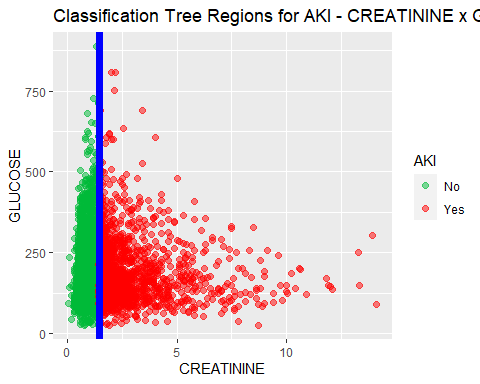 Classification Tree Regions for AKI - CREATININE x G
750
500
250
0
GLUCOSE
0 5 10
CREATININE
AKI
No
Yes